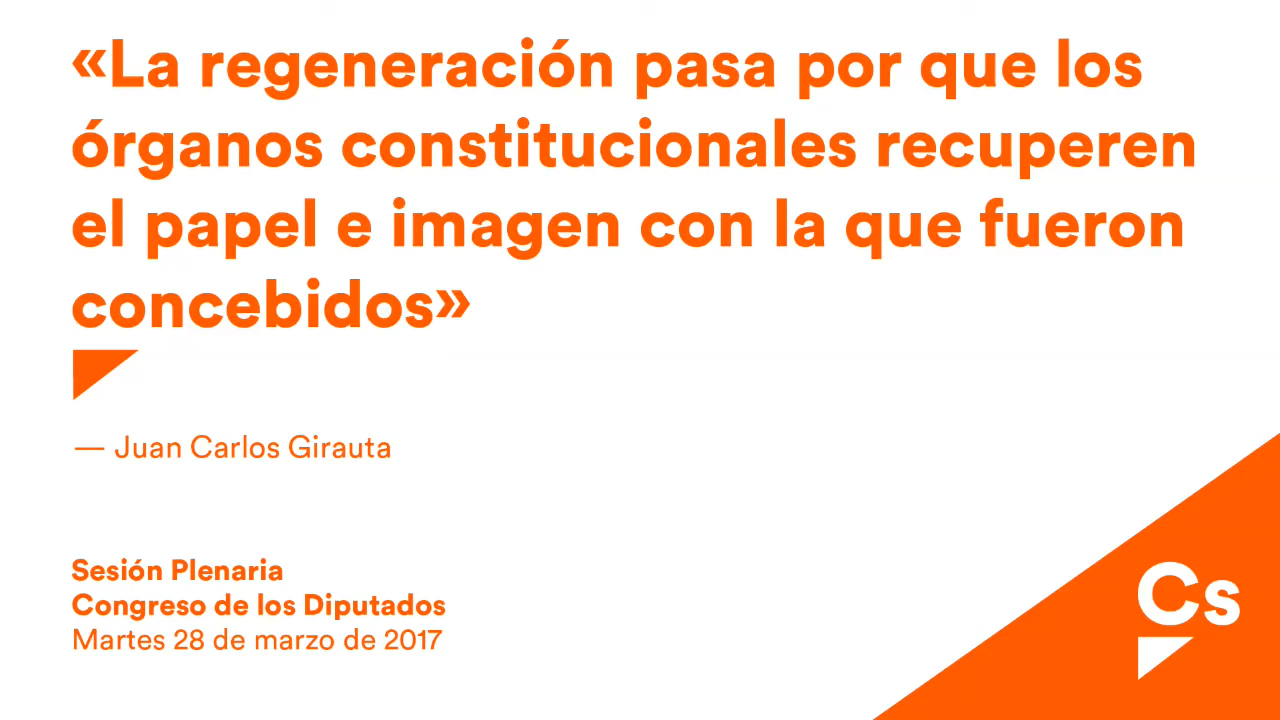 «La regeneración pasa por que los
órganos constitucionales recuperen
el papel e imagen con la que fueron
concebidos»
— Juan Carlos Girauta
Sesión Plenaria
Congreso de los Diputados
Martes 28 de marzo de 2017
Cs